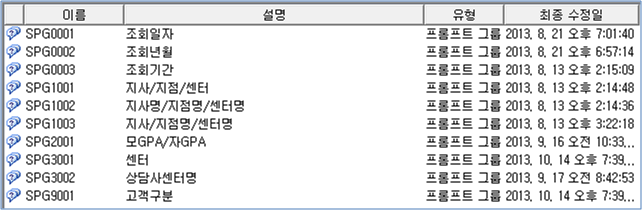 이름 설명 유형 최종 수정일
SPG0001 조회일자 프롬프트 그룹 2013. 8. 21 오후 7:01:40
SPG0002 조회년월 프롬프트 그룹 2013. 8. 21 오후 6:57:14
SPG0003 조회기간 프롬프트 그룹 2013. 8. 13 오후 2:15:09
SPG1001 지사/지점/센터 프롬프트 그룹 2013. 8. 13 오후 2:14:48
SPG1002 지사명/지점명/센터명 프롬프트 그룹 2013. 8. 13 오후 2:14:36
SPG1003 지사/지점명/센터명 프롬프트 그룹 2013. 8. 13 오후 3:22:18
SPG2001 모GPA/자GPA 프롬프트 그룹 2013. 9. 16 오전 10:33...
SPG3001 센터 프롬프트 그룹 2013. 10. 14 오후 7:39...
SPG3002 상담사센터명 프롬프트 그룹 2013. 9. 17 오전 8:42:53
SPG9001 고객구분 프롬프트 그룹 2013. 10. 14 오후 7:39...